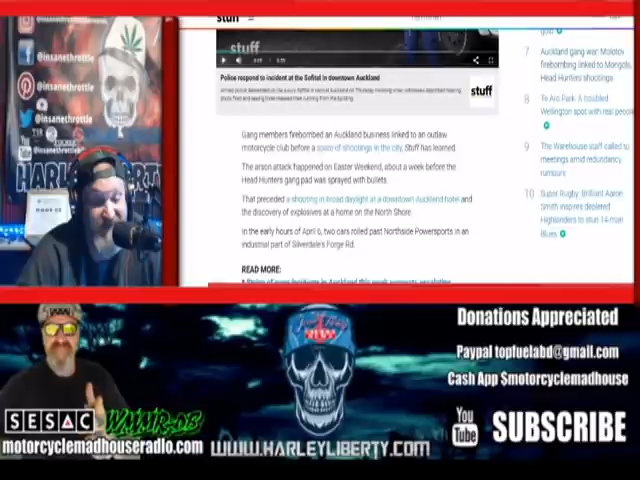 @insanethrottle
@insanethrottle
@insanethrottle
stuff
stuff
Police respond to incident at the Sofitel in downtown Auckland
stuff
Gang members firebombed an Auckland business linked to an outlaw
motorcycle club before a spate of shootings in the city, Stuff has learned.
The arson attack happened on Easter Weekend, about a week before the
Head Hunters gang pad was sprayed with bullets.
That preceded a shooting in broad daylight at a downtown Auckland hotel and
the discovery of explosives at a home on the North Shore.
In the early hours of April 6, two cars rolled past Northside Powersports in an
industrial part of Silverdale's Forge Rd.
READ MORE:
7 Auckland gang war: Molotov
firebombing linked to Mongols,
Head Hunters shootings
8 Te Aro Park: A troubled
Wellington spot with real people
9 The Warehouse staff called to
meetings amid redundancy
rumours
10 Super Rugby: Brilliant Aaron
Smith inspires depleted
Highlanders to stun 14-man
Blues
Donations Appreciated
Paypal topfuelabd@gmail.com
Cash App $motorcyclemadhouse
SESAC
motorcyclemadhouseradio.com
WWW.HARLEYLIBERTY.COM
You
Tube
SUBSCRIBE